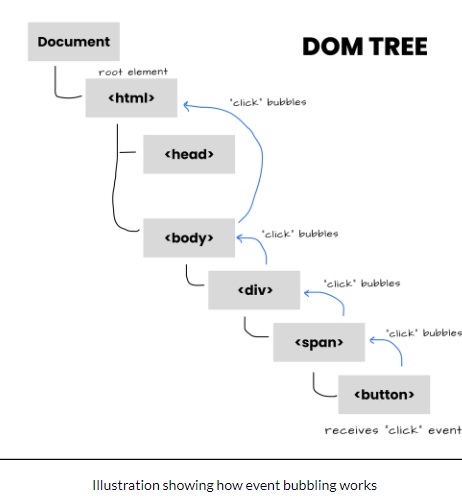 Document
DOM TREE
root element
<html>
"click" bubbles
<head>
<body>
"click" bubbles
<div>
"click" bubbles
<span>
"click" bubbles
<button>
receives "click" event
Illustration showing how event bubbling works